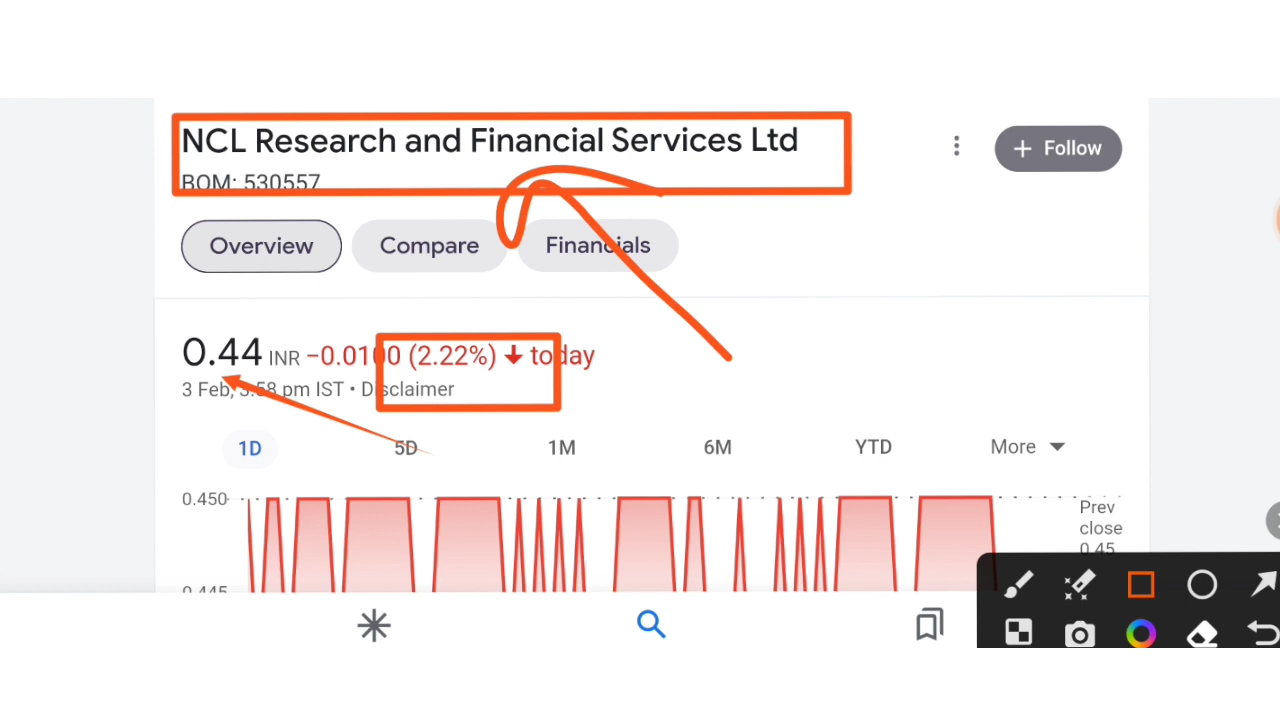 NCL Research and Financial Services Ltd
BOM: 530557
+ Follow
Overview
Compare
Financials
0.44 INR −0.0100 (2.22%) ↓ today
3 Feb, 3:58 pm IST • Disclaimer
1D
5D
1M
6M
YTD
More
0.450
Prev
close
0.45
0.445